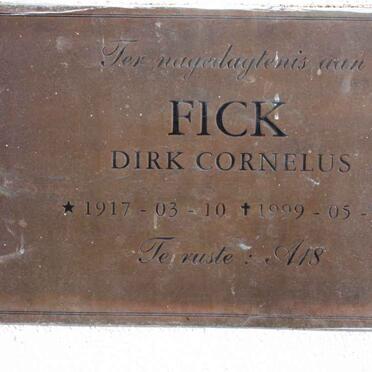 Ter nagedagtenis aan
FICK
DIRK CORNELUS
★ 1917 - 03 - 10 ✝ 1999 - 05 -
Te ruste : A18